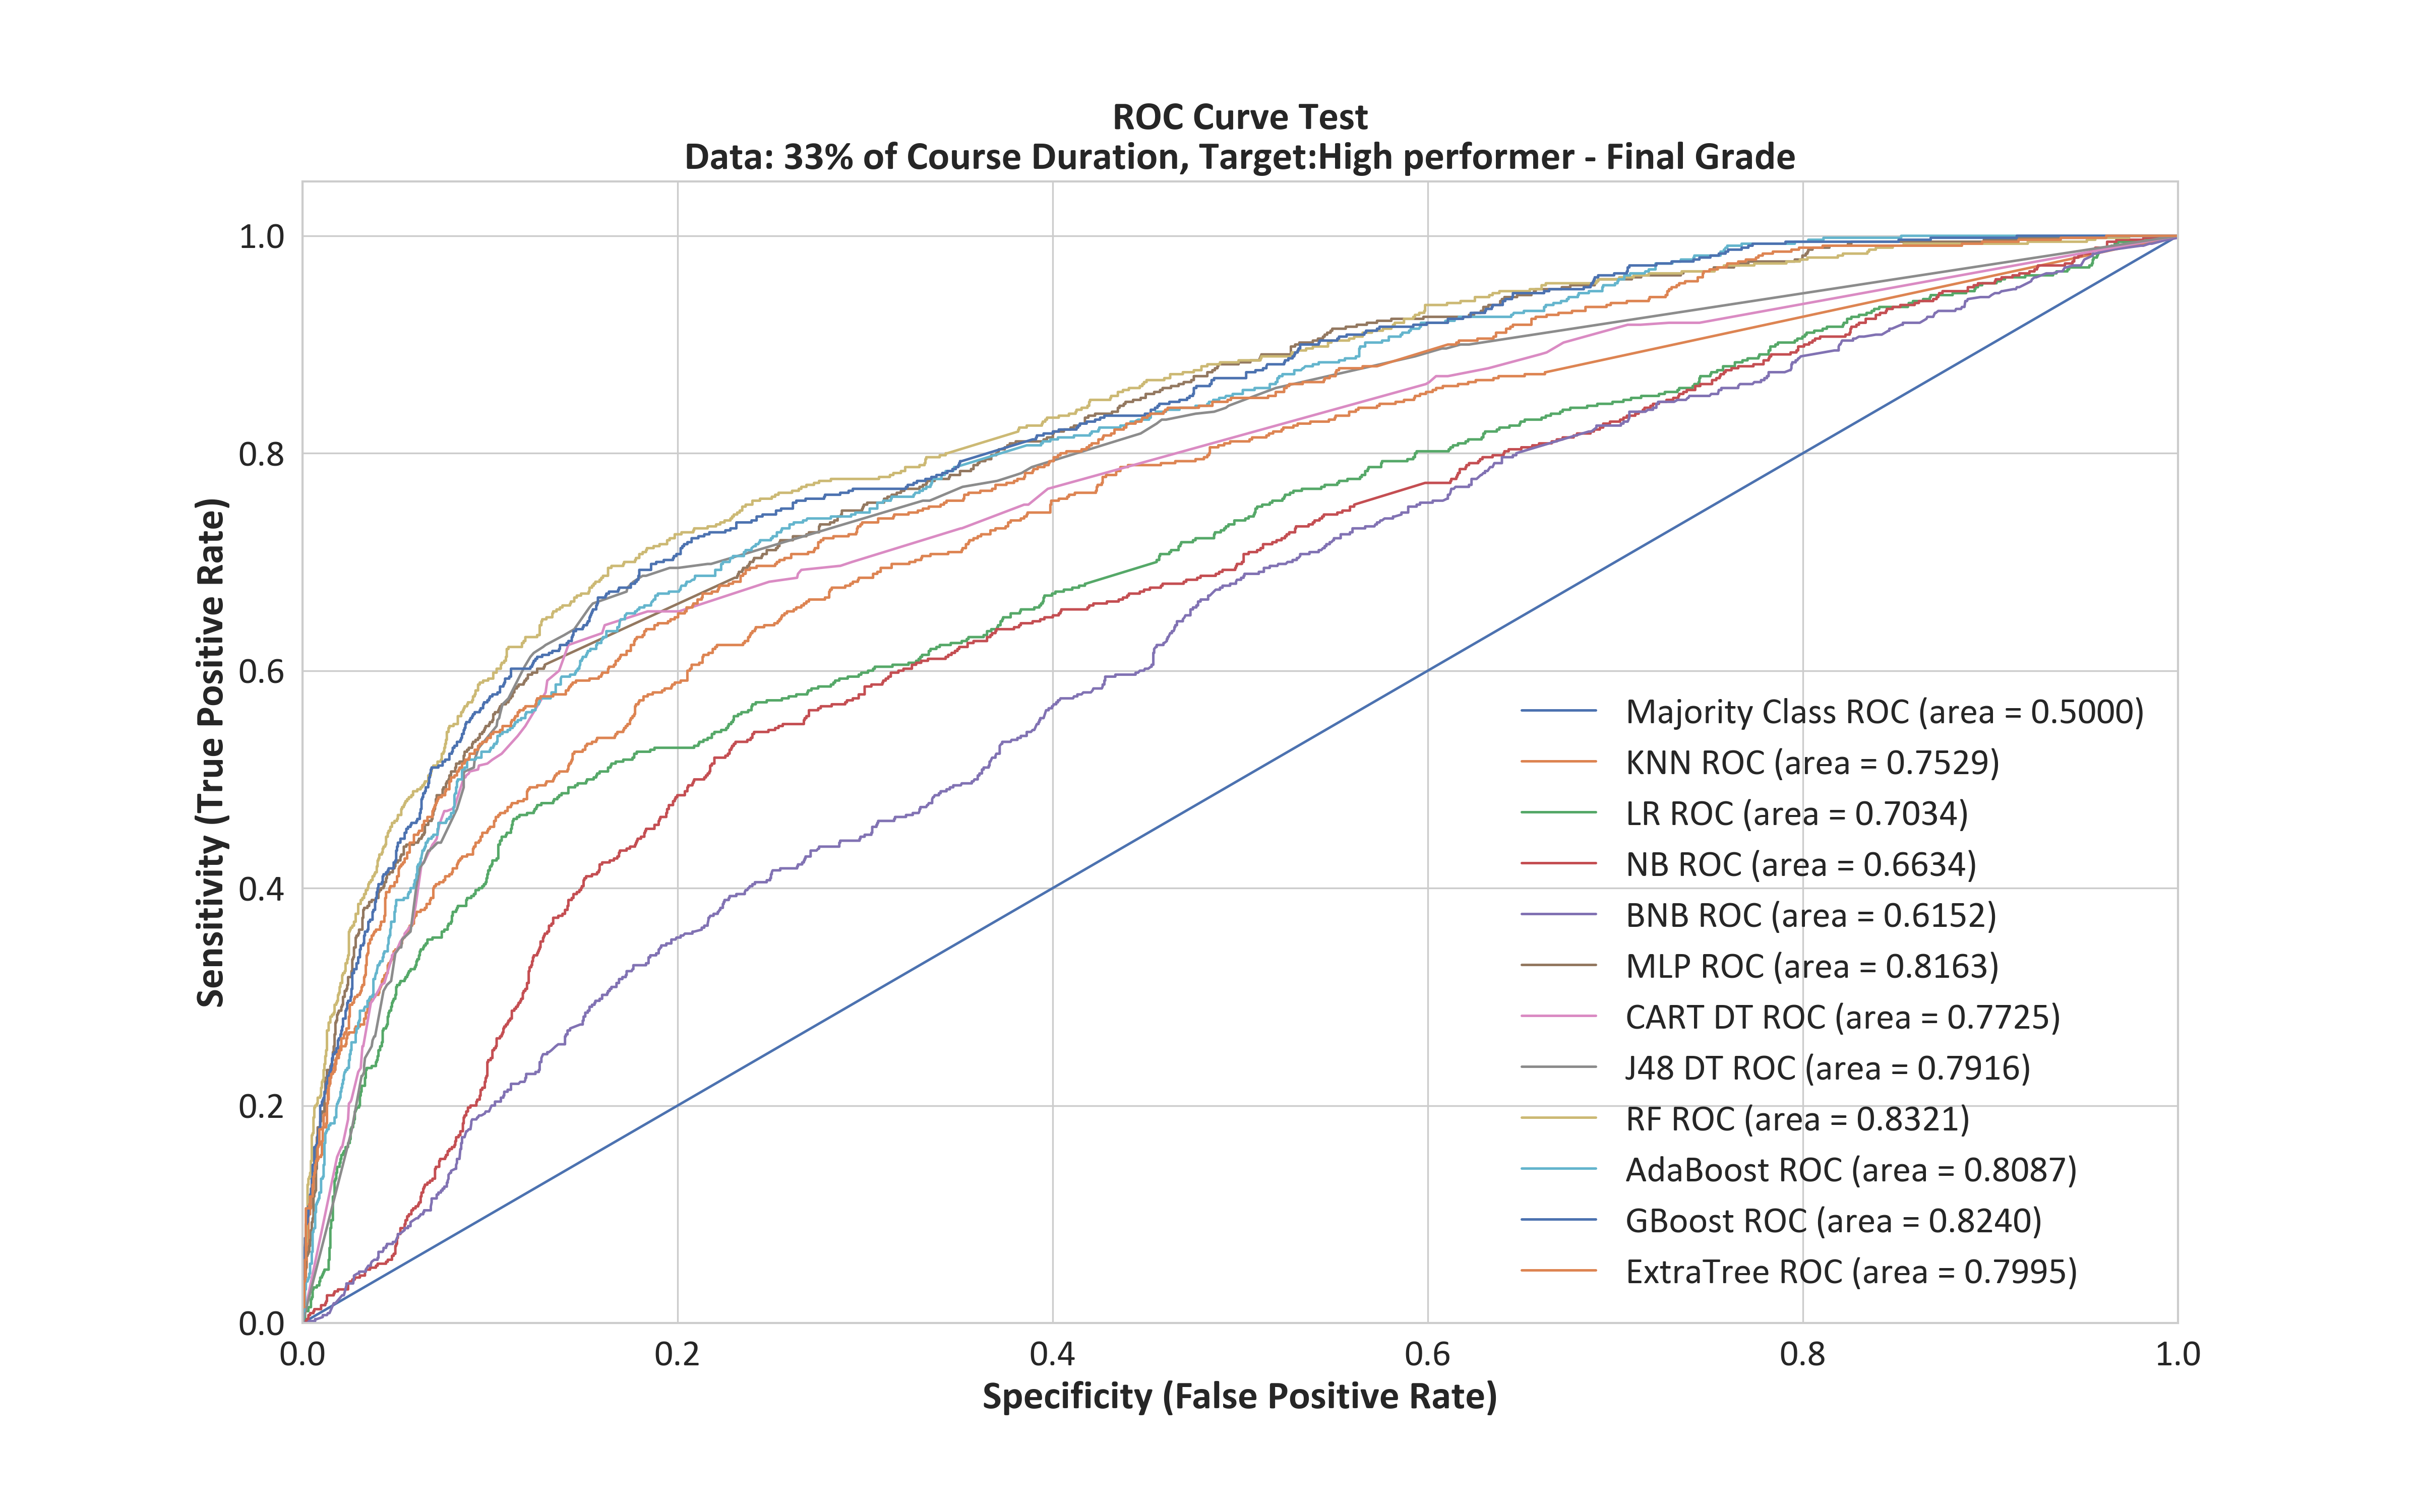 ROC Curve Test
Data: 33% of Course Duration, Target:High performer - Final Grade
Sensitivity (True Positive Rate)
1.0
0.8
0.6
0.4
0.2
0.0
Majority Class ROC (area = 0.5000)
KNN ROC (area = 0.7529)
LR ROC (area = 0.7034)
NB ROC (area = 0.6634)
BNB ROC (area = 0.6152)
MLP ROC (area = 0.8163)
CART DT ROC (area = 0.7725)
J48 DT ROC (area = 0.7916)
RF ROC (area = 0.8321)
AdaBoost ROC (area = 0.8087)
GBoost ROC (area = 0.8240)
ExtraTree ROC (area = 0.7995)
0.0 0.2 0.4 0.6 0.8 1.0
Specificity (False Positive Rate)